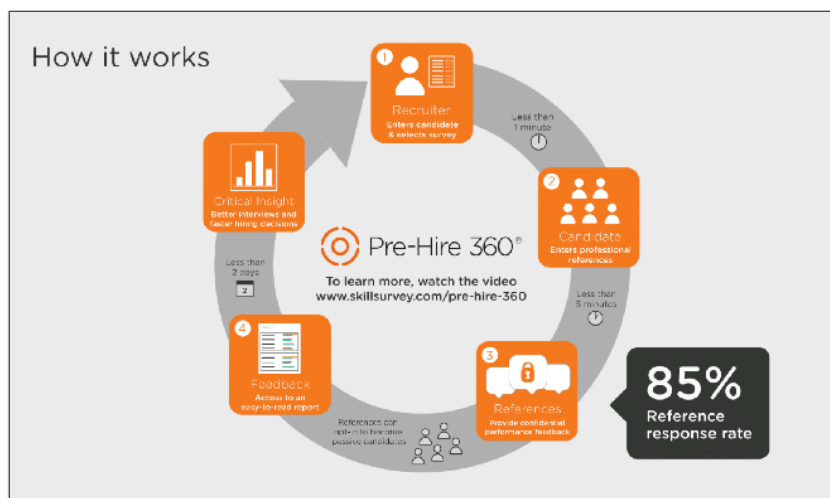 How it works
1
Recruiter
Enters candidate
& selects survey
Less than
1 minute
2
Candidate
Enters professional
references
Less than
5 minutes
3
References
Provide confidential
performance feedback
85%
Reference
response rate
References can
opt-in to become
passive candidates
4
Feedback
Access to an
easy-to-read report
Less than
2 days
2
Critical Insight
Better interviews and
faster hiring decisions
Pre-Hire 360®
To learn more, watch the video
www.skillsurvey.com/pre-hire-360